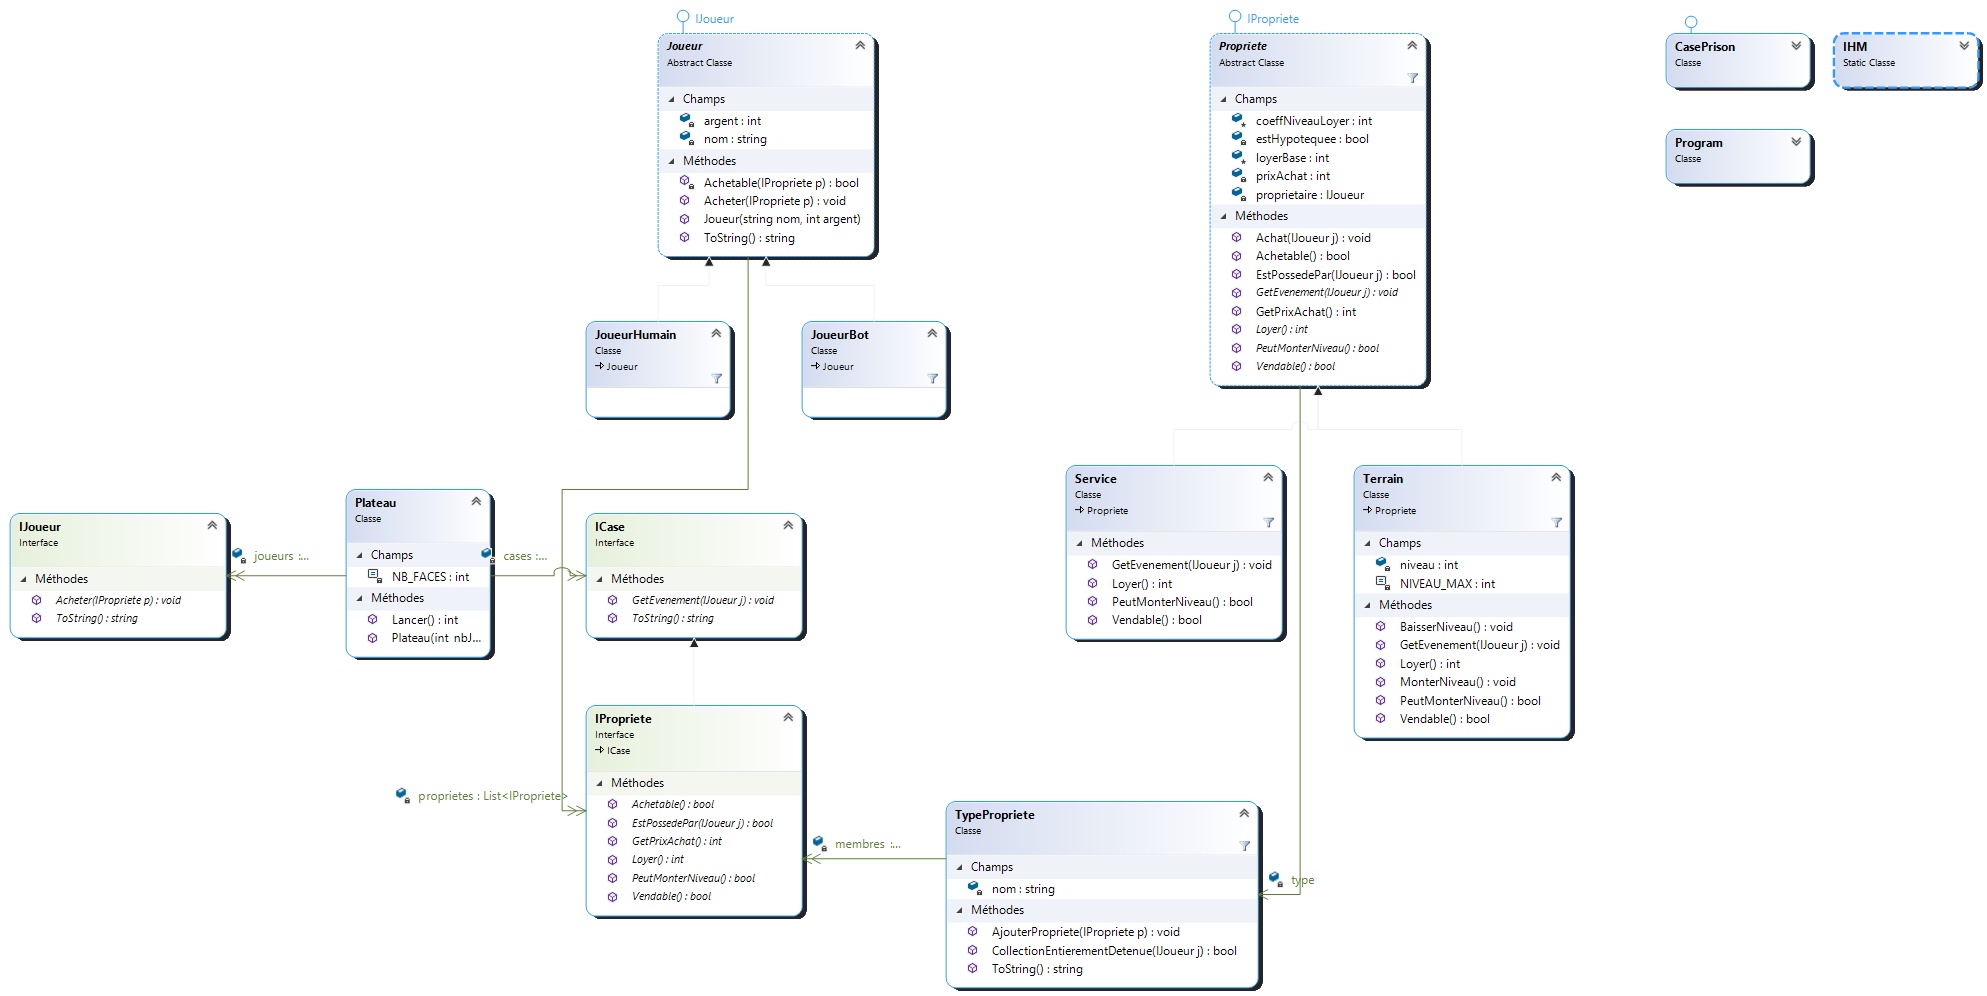 IJoueur
Joueur
Abstract Classe
Champs
argent : int
nom : string
Méthodes
Achetable(IPropriete p) : bool
Acheter(IPropriete p) : void
Joueur(string nom, int argent)
ToString() : string
IPropriete
Propriete
Abstract Classe
Champs
coeffNiveauLoyer : int
estHypotequee : bool
loyerBase : int
prixAchat : int
proprietaire : IJoueur
Méthodes
Achat(IJoueur j) : void
Achetable() : bool
EstPossedePar(IJoueur j) : bool
GetEvenement(IJoueur j) : void
GetPrixAchat() : int
Loyer() : int
PeutMonterNiveau() : bool
Vendable() : bool
CasePrison
Classe
IHM
Static Classe
Program
Classe
JoueurHumain
Classe
Joueur
JoueurBot
Classe
Joueur
IJoueur
Interface
Méthodes
Acheter(IPropriete p) : void
ToString() : string
joueurs :...
Plateau
Classe
Champs
NB_FACES : int
Méthodes
Lancer() : int
Plateau(int nbJ...
cases :...
ICase
Interface
Méthodes
GetEvenement(IJoueur j) : void
ToString() : string
Service
Classe
Propriete
Méthodes
GetEvenement(IJoueur j) : void
Loyer() : int
PeutMonterNiveau() : bool
Vendable() : bool
Terrain
Classe
Propriete
Champs
niveau : int
NIVEAU_MAX : int
Méthodes
BaisserNiveau() : void
GetEvenement(IJoueur j) : void
Loyer() : int
MonterNiveau() : void
PeutMonterNiveau() : bool
Vendable() : bool
proprietes : List<IPropriete>
IPropriete
Interface
ICase
Méthodes
Achetable() : bool
EstPossedePar(IJoueur j) : bool
GetPrixAchat() : int
Loyer() : int
PeutMonterNiveau() : bool
Vendable() : bool
membres :...
TypePropriete
Classe
Champs
nom : string
Méthodes
AjouterPropriete(IPropriete p) : void
CollectionEntierementDetenue(IJoueur j) : bool
ToString() : string
type